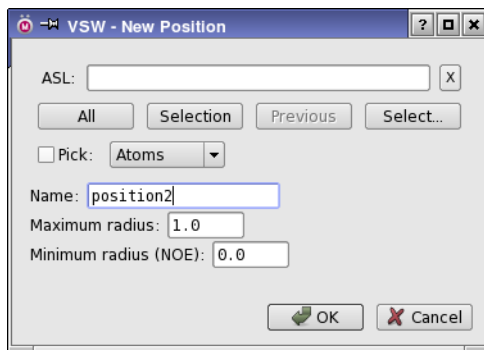 VSW - New Position ?
ASL: X
All Selection Previous Select...
Pick: Atoms
Name: position2
Maximum radius: 1.0
Minimum radius (NOE): 0.0
OK Cancel